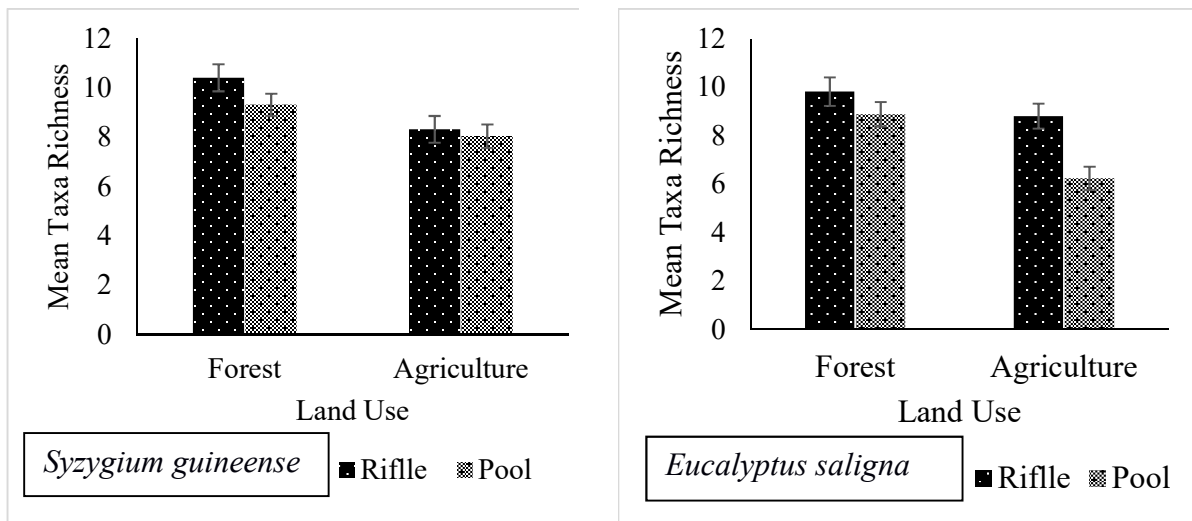 Mean Taxa Richness
12
10
8
6
4
2
0
Forest Agriculture
Land Use
Syzygium guineense
Riflle Pool
Mean Taxa Richness
12
10
8
6
4
2
0
Forest Agriculture
Land Use
Eucalyptus saligna
Riflle Pool